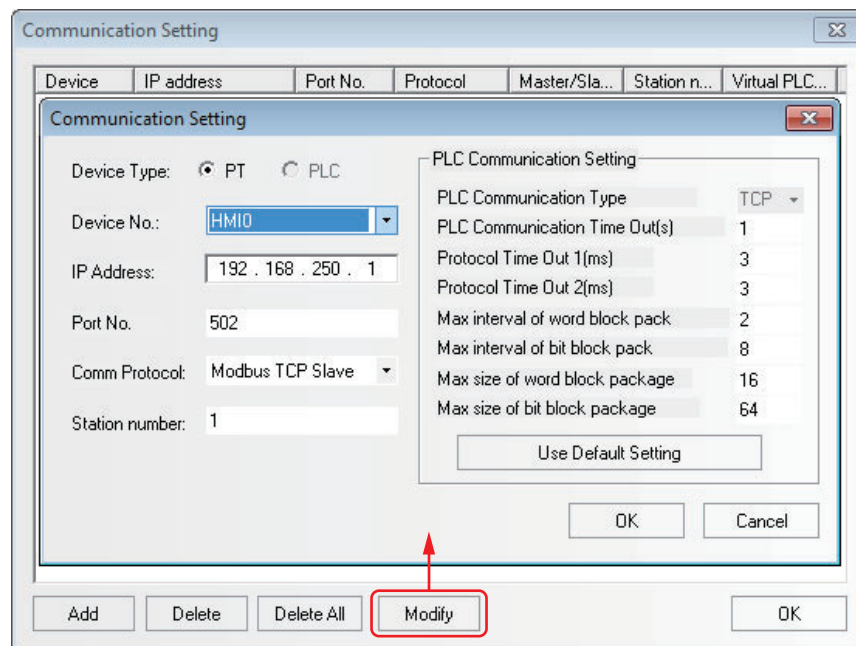 Communication Setting
Device IP address Port No. Protocol Master/Sla... Station n... Virtual PLC...
Communication Setting
Device Type: PT PLC
Device No.: HMI0
IP Address: 192 . 168 . 250 . 1
Port No. 502
Comm Protocol: Modbus TCP Slave
Station number: 1
PLC Communication Setting
PLC Communication Type TCP
PLC Communication Time Out(s) 1
Protocol Time Out 1(ms) 3
Protocol Time Out 2(ms) 3
Max interval of word block pack 2
Max interval of bit block pack 8
Max size of word block package 16
Max size of bit block package 64
Use Default Setting
OK Cancel
Add Delete Delete All Modify OK